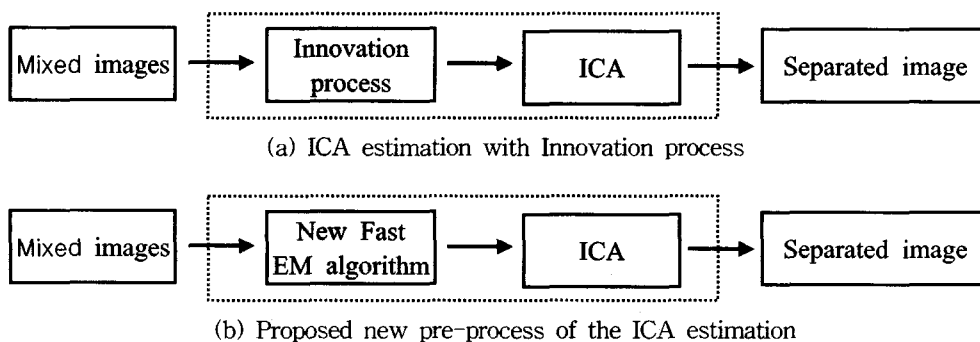 Mixed images
Innovation
process
ICA
Separated image
(a) ICA estimation with Innovation process
Mixed images
New Fast
EM algorithm
ICA
Separated image
(b) Proposed new pre-process of the ICA estimation